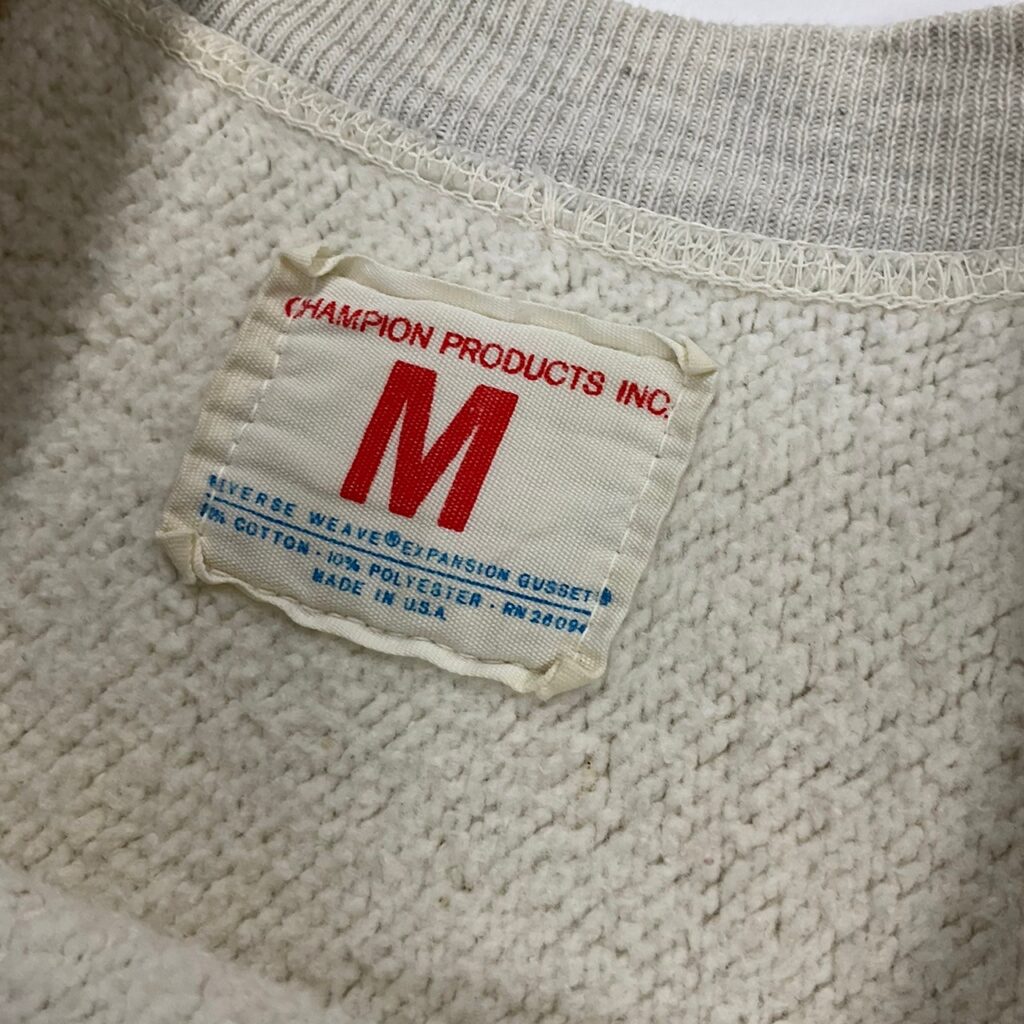 CHAMPION PRODUCTS INC.
M
REVERSE WEAVE® EXPANSION GUSSET®
% COTTON · 10% POLYESTER · RN 26094
MADE IN U.S.A.